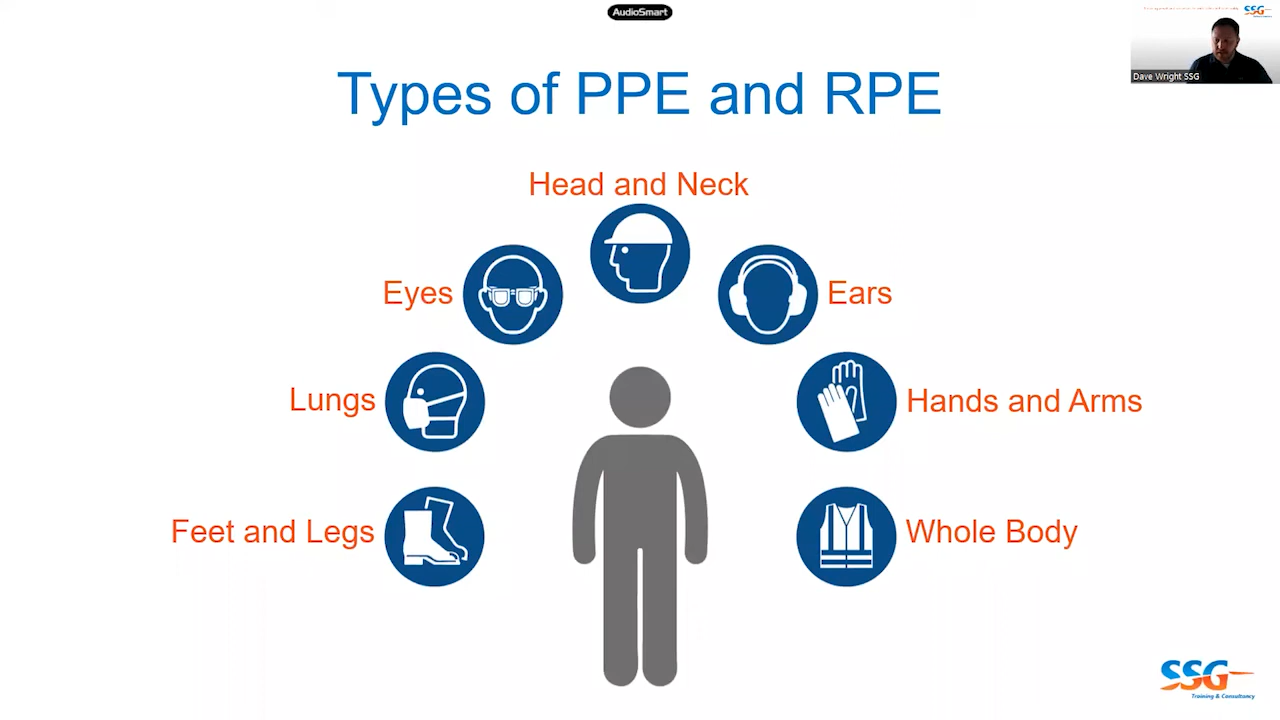 AudioSmart
SSG
Dave Wright SSG
Types of PPE and RPE
Head and Neck
Eyes
Ears
Lungs
Hands and Arms
Feet and Legs
Whole Body
SSG
Training & Consultancy